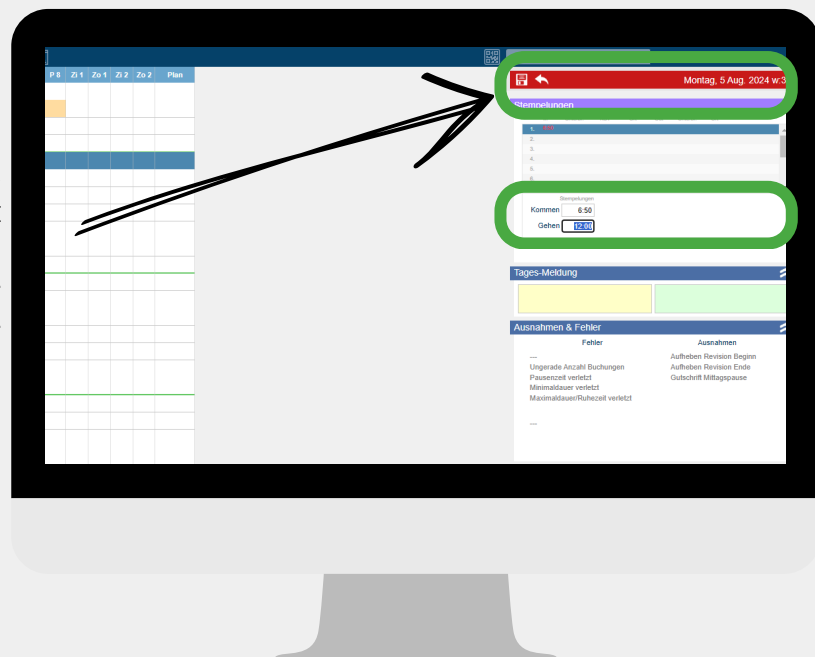 P 8 Zi 1 Zo 1 Zi 2 Zo 2 Plan
Montag, 5 Aug. 2024 w:3
Stempelungen
1.
2.
3.
4.
5.
6.
Stempelungen
Kommen 6:50
Gehen 12:00
Tages-Meldung
Ausnahmen & Fehler
Fehler Ausnahmen
---
Aufheben Revision Beginn
Ungerade Anzahl Buchungen Aufheben Revision Ende
Pausenzeit verletzt Gutschrift Mittagspause
Minimaldauer verletzt
Maximaldauer/Ruhezeit verletzt
---